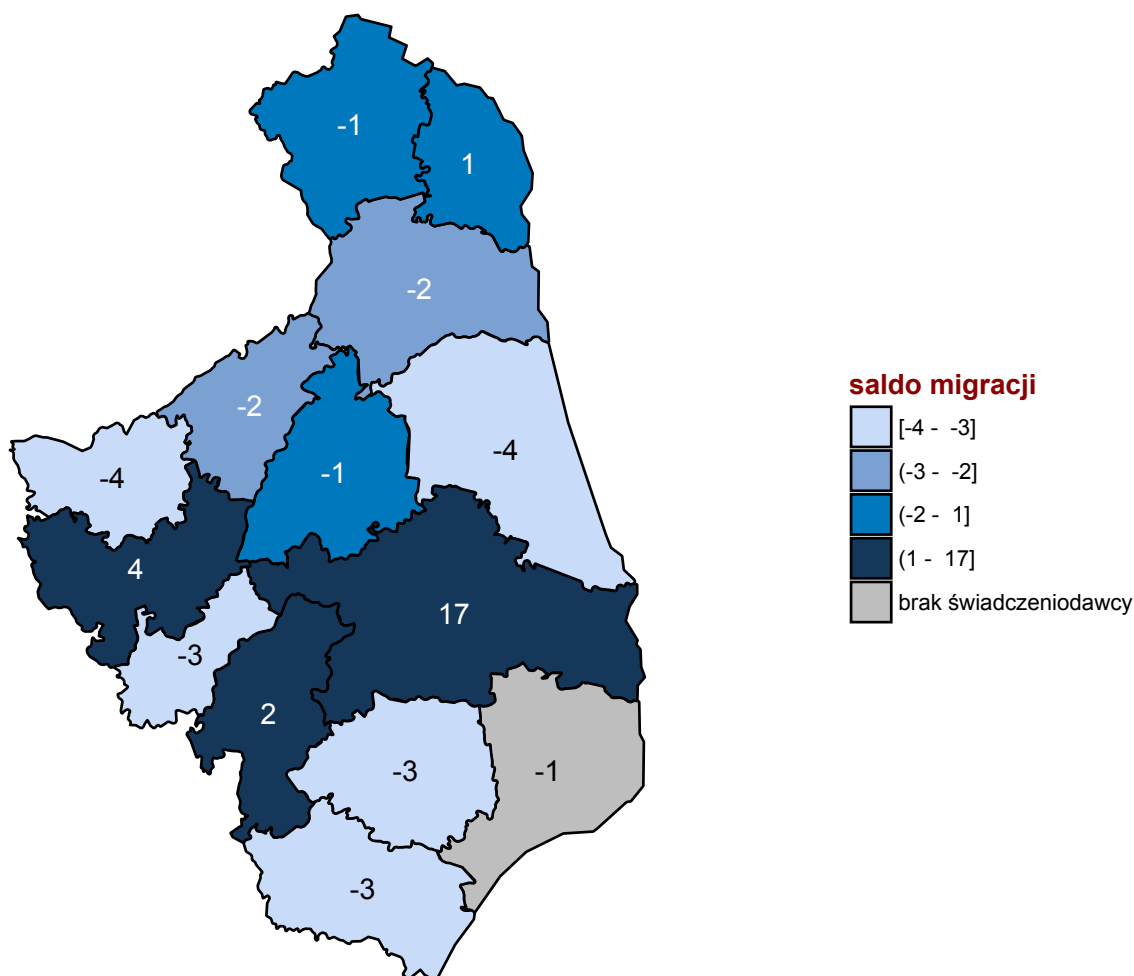 -1
1
-2
-2
-4
-4
-1
4
17
-3
2
-3
-1
-3
saldo migracji
[-4 -  -3]
(-3 -  -2]
(-2 -  1]
(1 -  17]
brak świadczeniodawcy